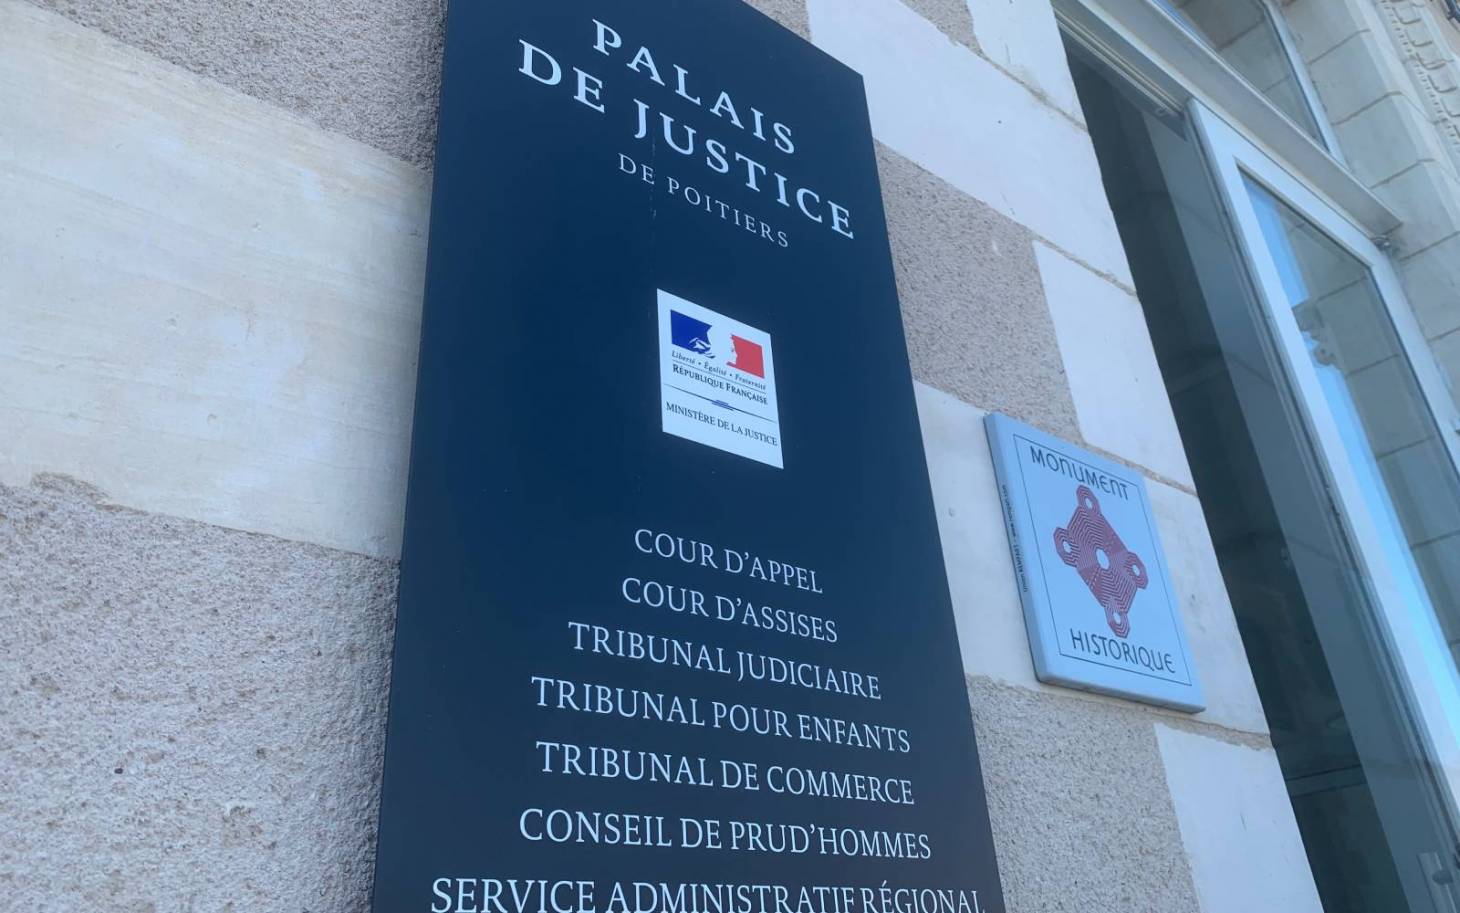 PALAIS
DE JUSTICE
DE POITIERS
Liberté • Égalité • Fraternité
RÉPUBLIQUE FRANÇAISE
MINISTÈRE DE LA JUSTICE
COUR D'APPEL
COUR D'ASSISES
TRIBUNAL JUDICIAIRE
TRIBUNAL POUR ENFANTS
TRIBUNAL DE COMMERCE
CONSEIL DE PRUD'HOMMES
SERVICE ADMINISTRATIF RÉGIONAL
MONUMENT
HISTORIQUE